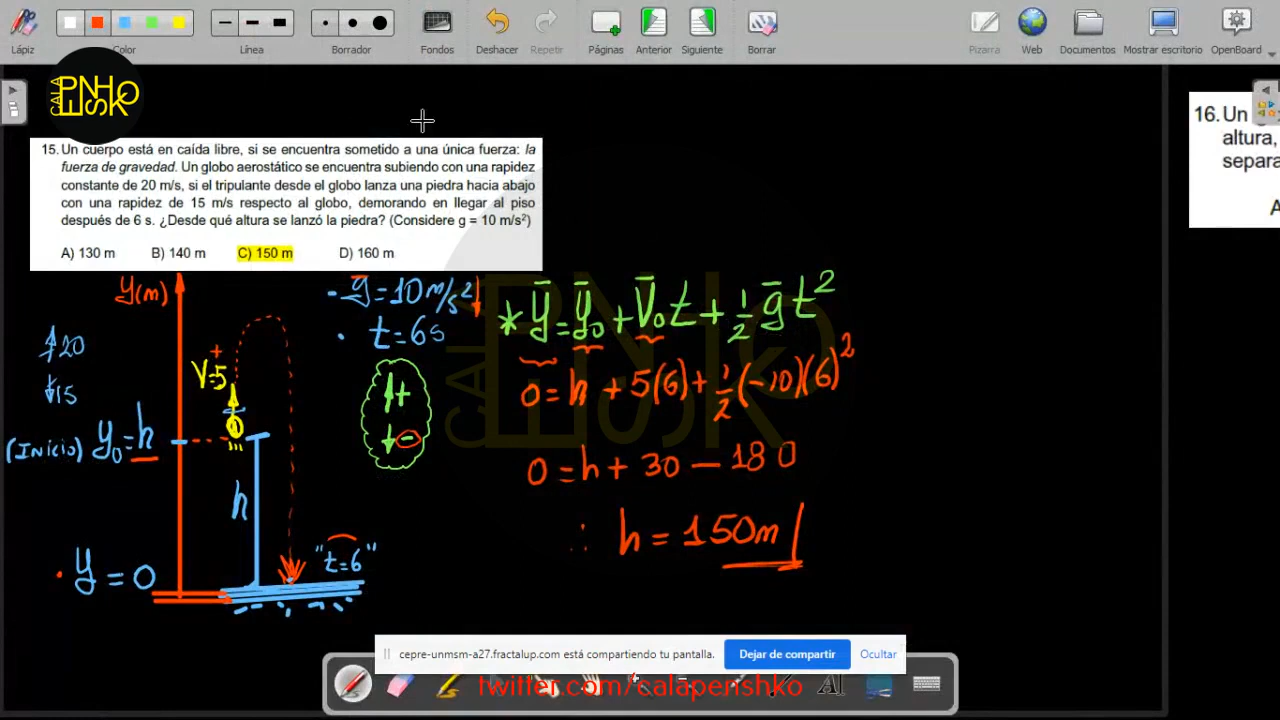 Lápiz Color Línea Borrador Fondos Deshacer Repetir Páginas Anterior Siguiente Borrar Pizarra Web Documentos Mostrar escritorio OpenBoard
CALA
PENHSKO
15. Un cuerpo está en caída libre, si se encuentra sometido a una única fuerza: la
fuerza de gravedad. Un globo aerostático se encuentra subiendo con una rapidez
constante de 20 m/s, si el tripulante desde el globo lanza una piedra hacia abajo
con una rapidez de 15 m/s respecto al globo, demorando en llegar al piso
después de 6 s. ¿Desde qué altura se lanzó la piedra? (Considere g = 10 m/s²)
A) 130 m B) 140 m C) 150 m D) 160 m
16. Un
altura,
separa
A
y(m)
• g = 10 m/s² ↓
• t = 6s
↑20
↓15
V=5
+
↑+
↓-
(Inicio) y₀ = h
h
"t=6"
• y = 0
* y = y₀ + V₀t + 1/2 gt²
0 = h + 5(6) + 1/2 (-10)(6)²
0 = h + 30 - 180
∴ h = 150m
cepre-unmsm-a27.fractalup.com está compartiendo tu pantalla. Dejar de compartir Ocultar
twitter.com/calapenshko